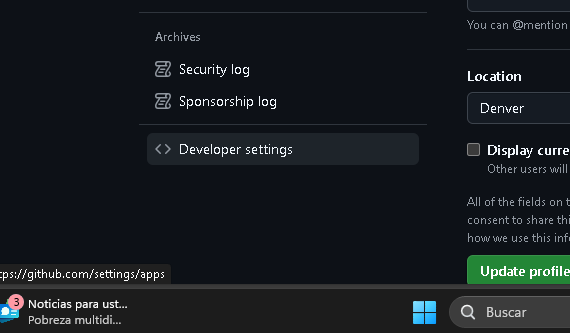 Archives
Security log
Sponsorship log
Developer settings
You can @mention
Location
Denver
Display curre
Other users will
All of the fields on t
consent to share thi
how we use this info
Update profile
tps://github.com/settings/apps
3
Noticias para ust...
Pobreza multidi...
Buscar